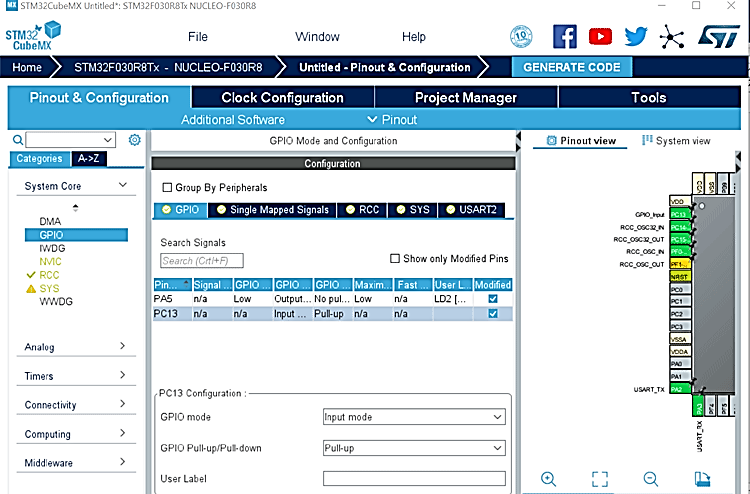 MX STM32CubeMX Untitled*: STM32F030R8Tx NUCLEO-F030R8
STM32 CubeMX
File Window Help
10
Home STM32F030R8Tx - NUCLEO-F030R8 Untitled - Pinout & Configuration GENERATE CODE
Pinout & Configuration Clock Configuration Project Manager Tools
Additional Software Pinout
GPIO Mode and Configuration
Pinout view System view
Categories A->Z
Configuration
System Core
Group By Peripherals
GPIO Single Mapped Signals RCC SYS USART2
DMA
GPIO
IWDG
NVIC
RCC
SYS
WWDG
Search Signals
Search (Crtl+F)
Show only Modified Pins
Pin... Signal ... GPIO ... GPIO ... GPIO ... Maxim... Fast ... User L... Modified
PA5 n/a Low Output... No pul... Low n/a LD2 [...
PC13 n/a n/a Input ... Pull-up n/a n/a
Analog
Timers
Connectivity
Computing
Middleware
PC13 Configuration :
GPIO mode Input mode
GPIO Pull-up/Pull-down Pull-up
User Label
VDD
GPIO_Input PC13
RCC_OSC32_IN PC14-
RCC_OSC32_OUT PC15-
RCC_OSC_IN PF0-
RCC_OSC_OUT PF1-
NRST
PC0
PC1
PC2
PC3
VSSA
VDDA
PA0
PA1
USART_TX PA2
PA3 PF4 PF5
USART_RX